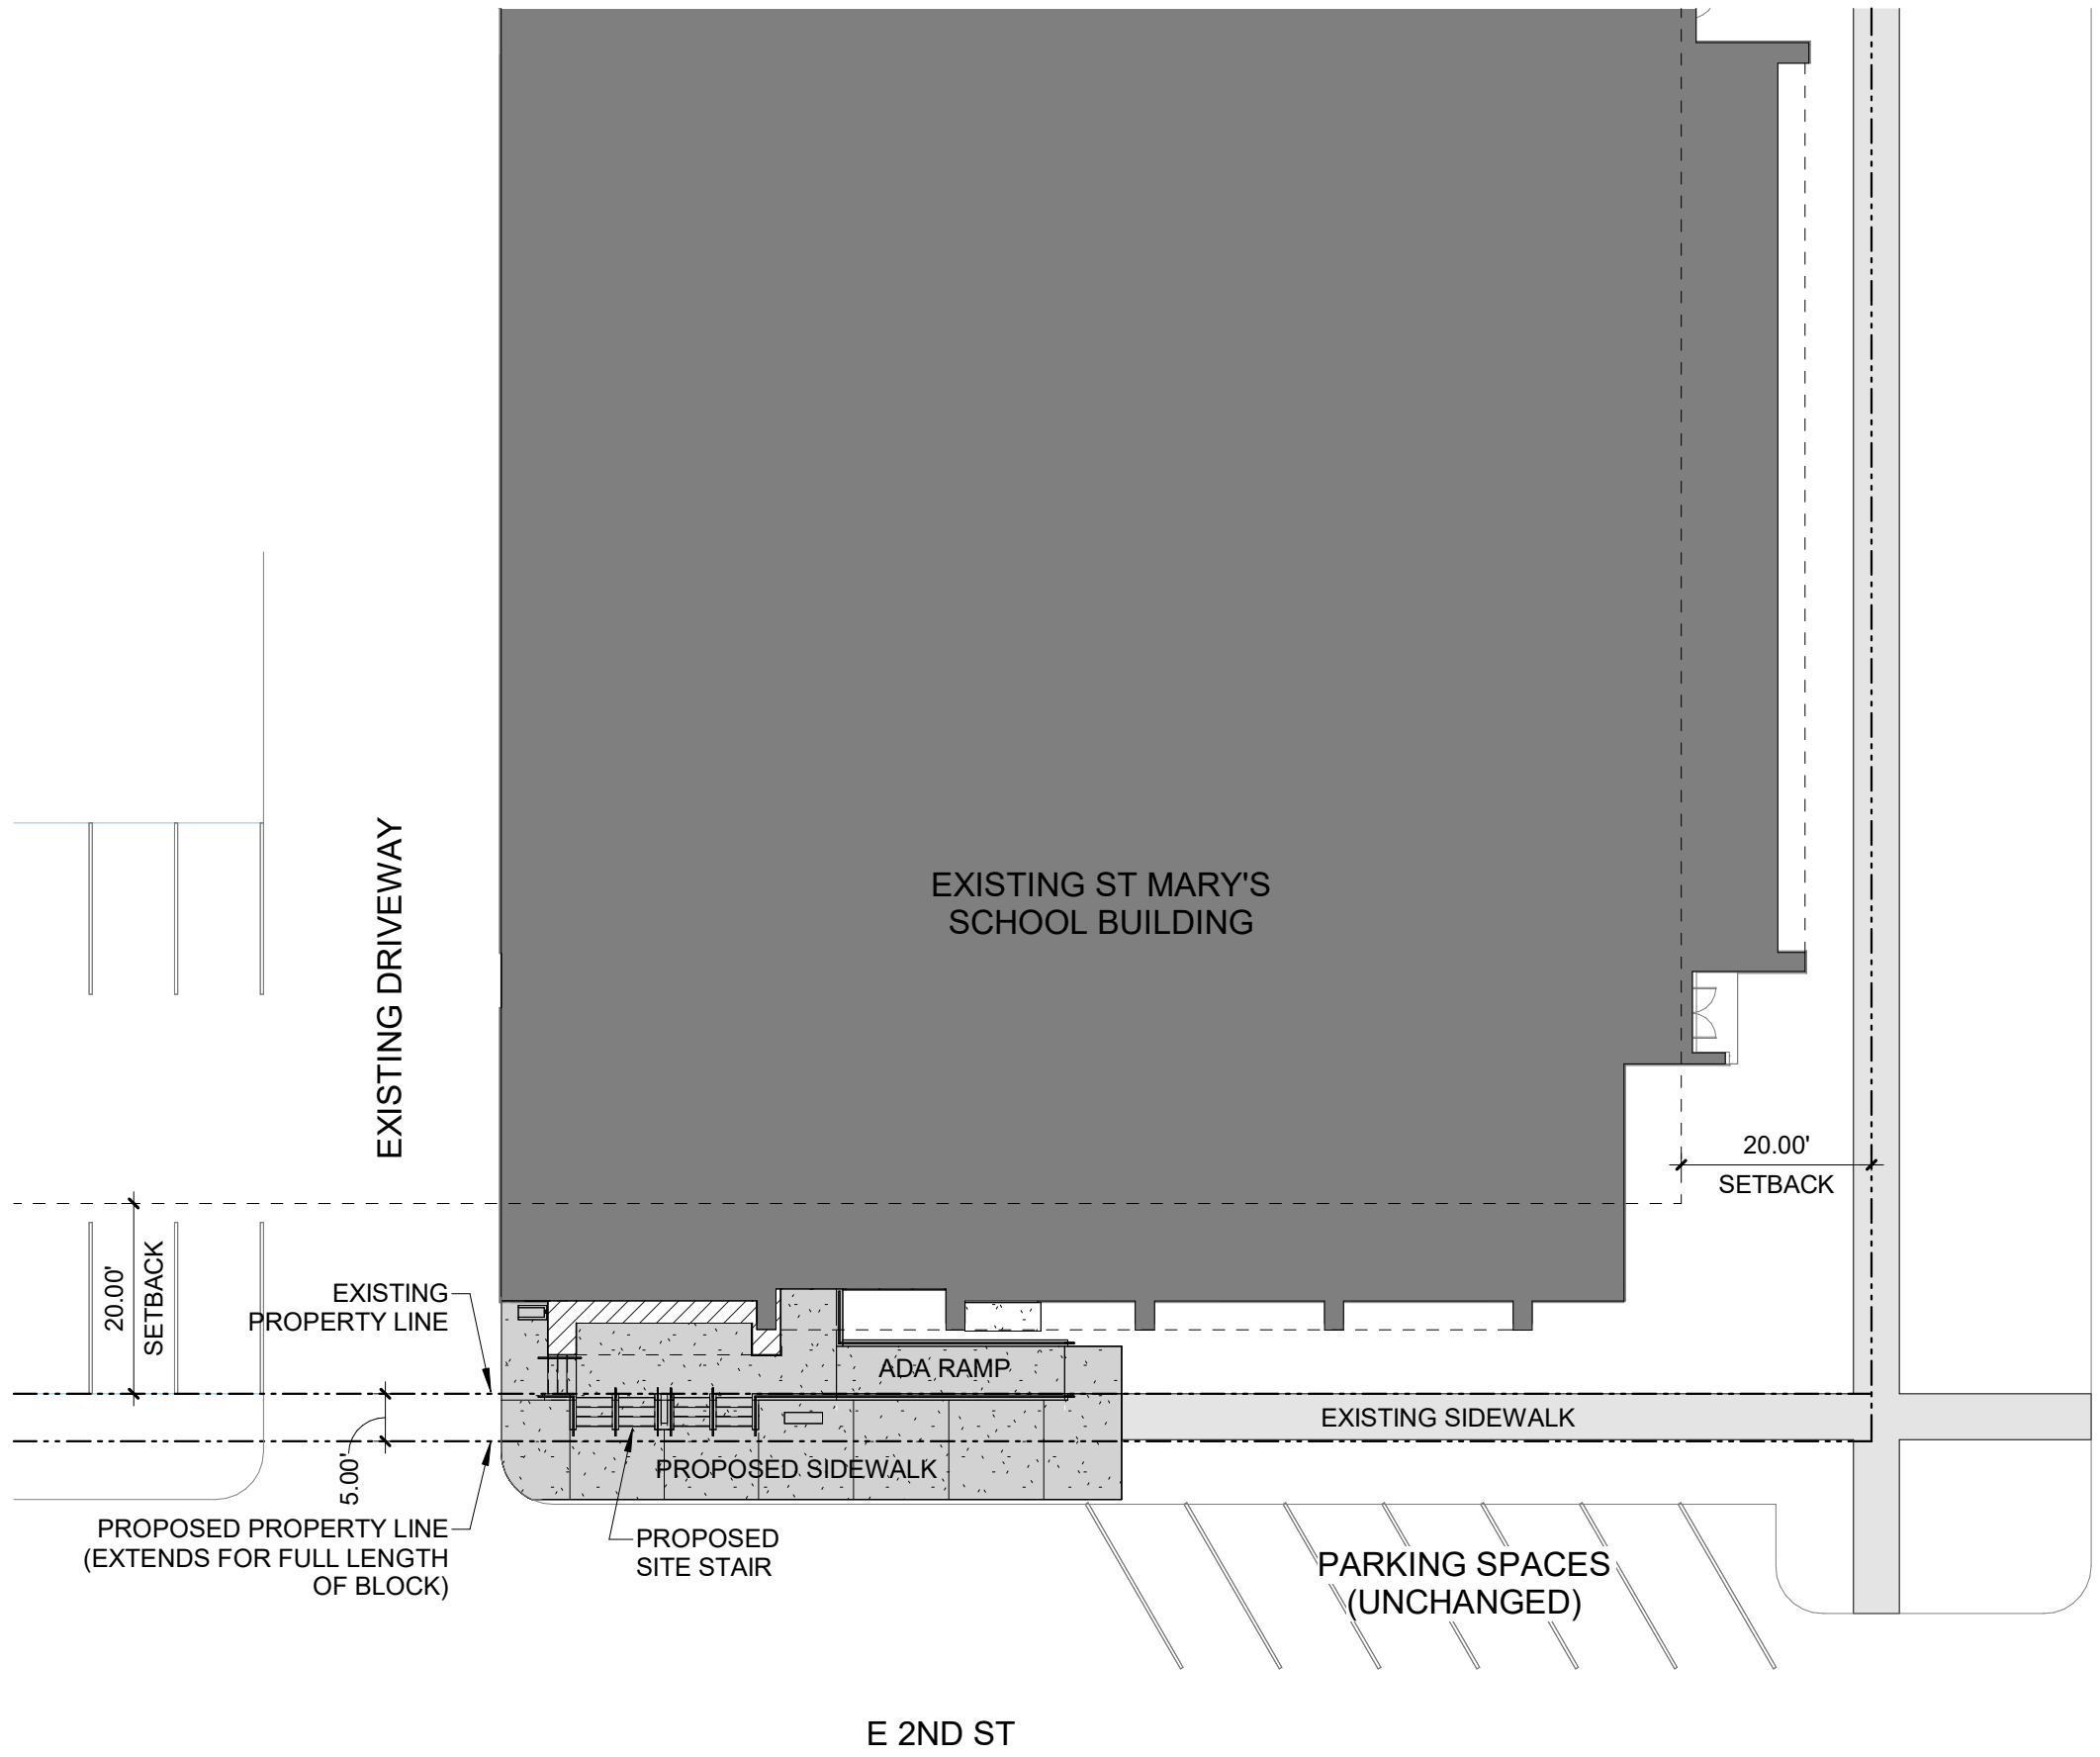 EXISTING ST MARY'S
SCHOOL BUILDING
EXISTING DRIVEWAY
20.00'
SETBACK
20.00'
SETBACK
EXISTING
PROPERTY LINE
ADA RAMP
EXISTING SIDEWALK
PROPOSED SIDEWALK
5.00'
PROPOSED PROPERTY LINE
(EXTENDS FOR FULL LENGTH
OF BLOCK)
PROPOSED
SITE STAIR
PARKING SPACES
(UNCHANGED)
E 2ND ST